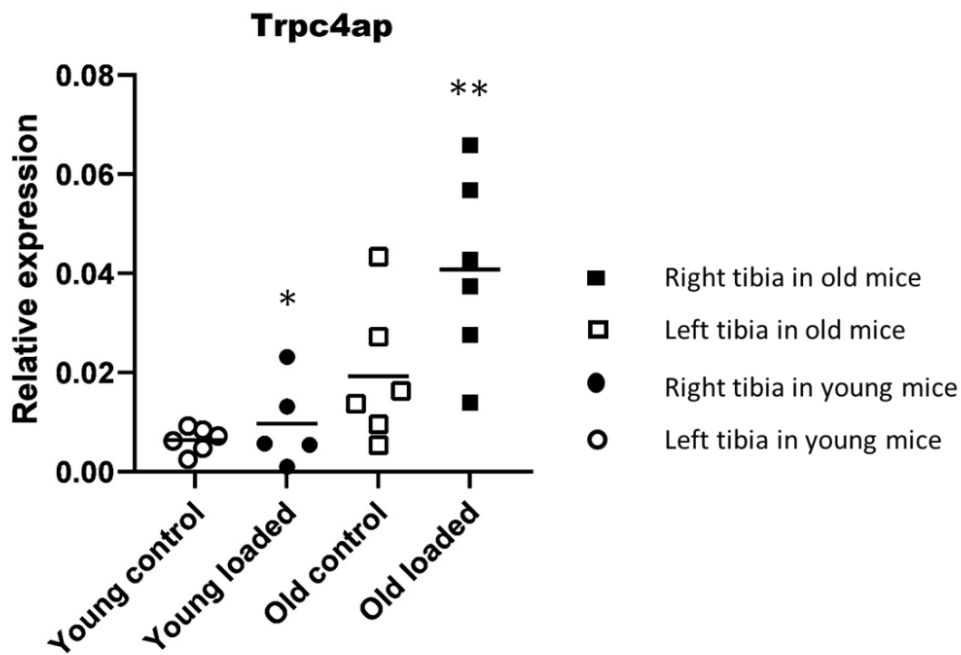 Trpc4ap
Relative expression
0.08
0.06
0.04
0.02
0.00
*
**
Young control
Young loaded
Old control
Old loaded
Right tibia in old mice
Left tibia in old mice
Right tibia in young mice
Left tibia in young mice